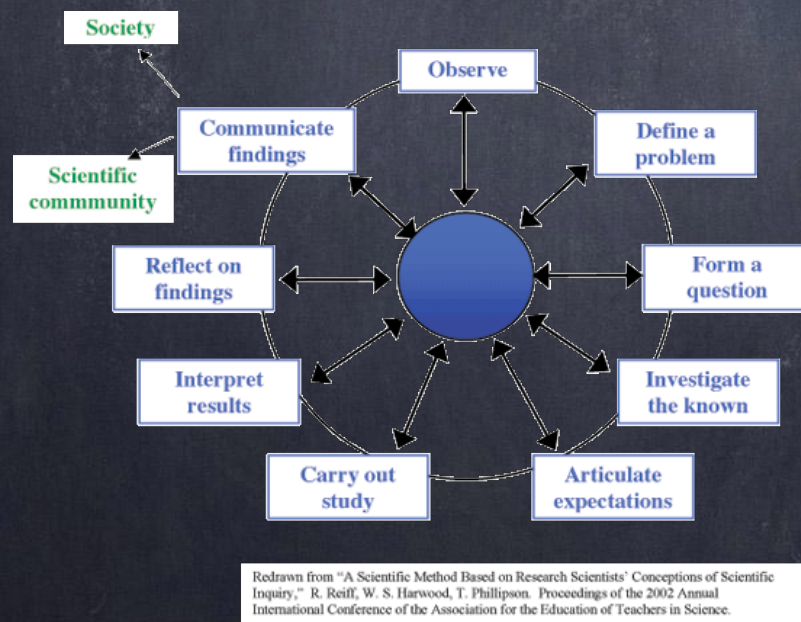 Society
Observe
Communicate
findings
Define a
problem
Scientific
commmunity
Reflect on
findings
Form a
question
Interpret
results
Investigate
the known
Carry out
study
Articulate
expectations
Redrawn from "A Scientific Method Based on Research Scientists' Conceptions of Scientific
Inquiry," R. Reiff, W. S. Harwood, T. Phillipson. Proceedings of the 2002 Annual
International Conference of the Association for the Education of Teachers in Science.